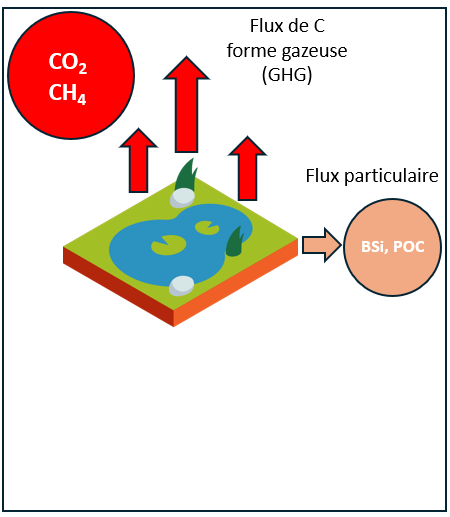 CO₂
CH₄
Flux de C
forme gazeuse
(GHG)
Flux particulaire
BSi, POC